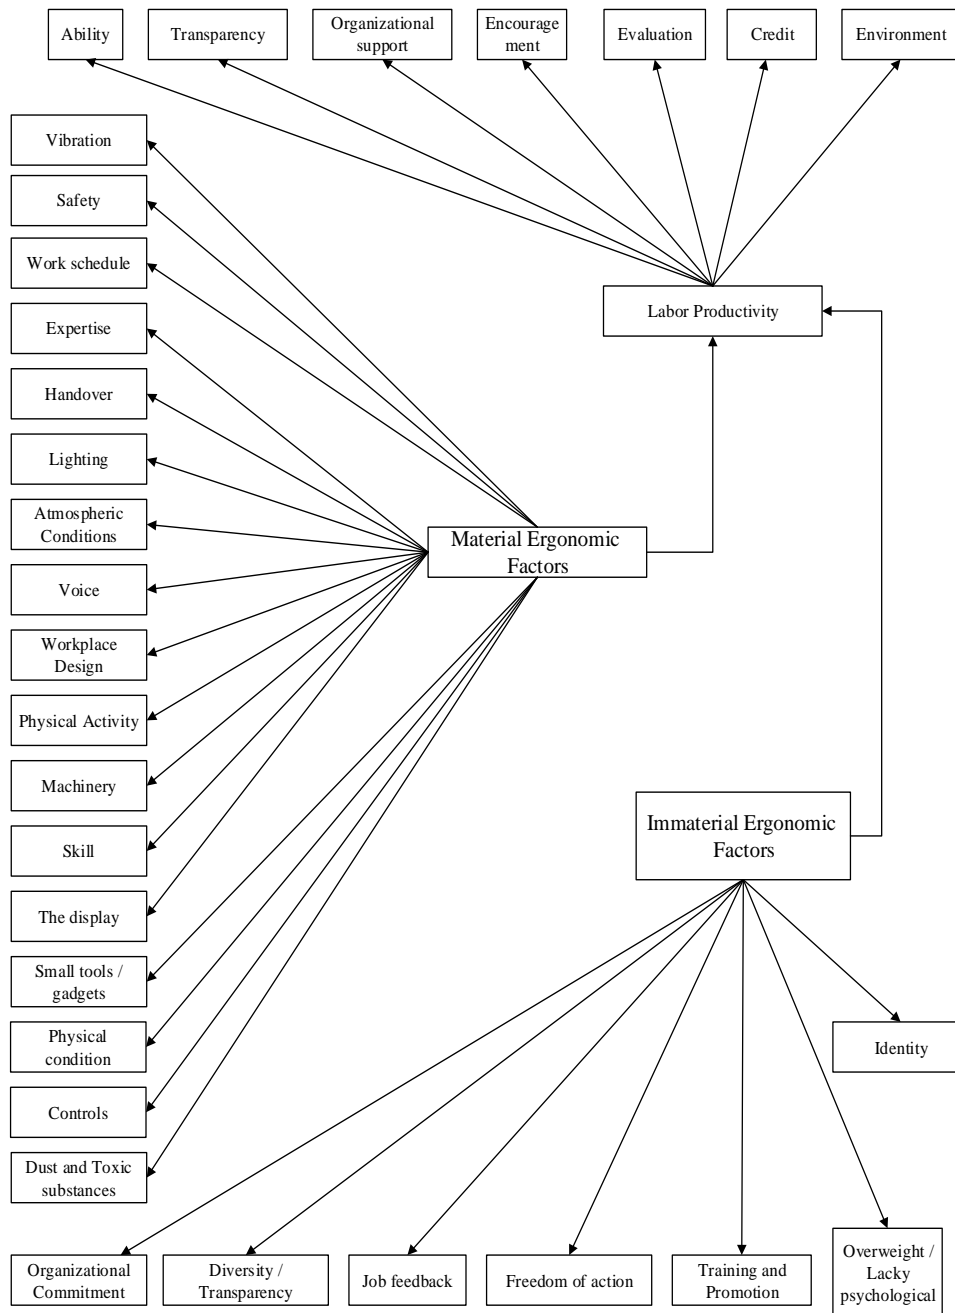 Ability
Transparency
Organizational
support
Encourage
ment
Evaluation
Credit
Environment
Vibration
Safety
Work schedule
Expertise
Handover
Lighting
Atmospheric
Conditions
Voice
Workplace
Design
Physical Activity
Machinery
Skill
The display
Small tools /
gadgets
Physical
condition
Controls
Dust and Toxic
substances
Labor Productivity
Material Ergonomic
Factors
Immaterial Ergonomic
Factors
Identity
Organizational
Commitment
Diversity /
Transparency
Job feedback
Freedom of action
Training and
Promotion
Overweight /
Lacky
psychological